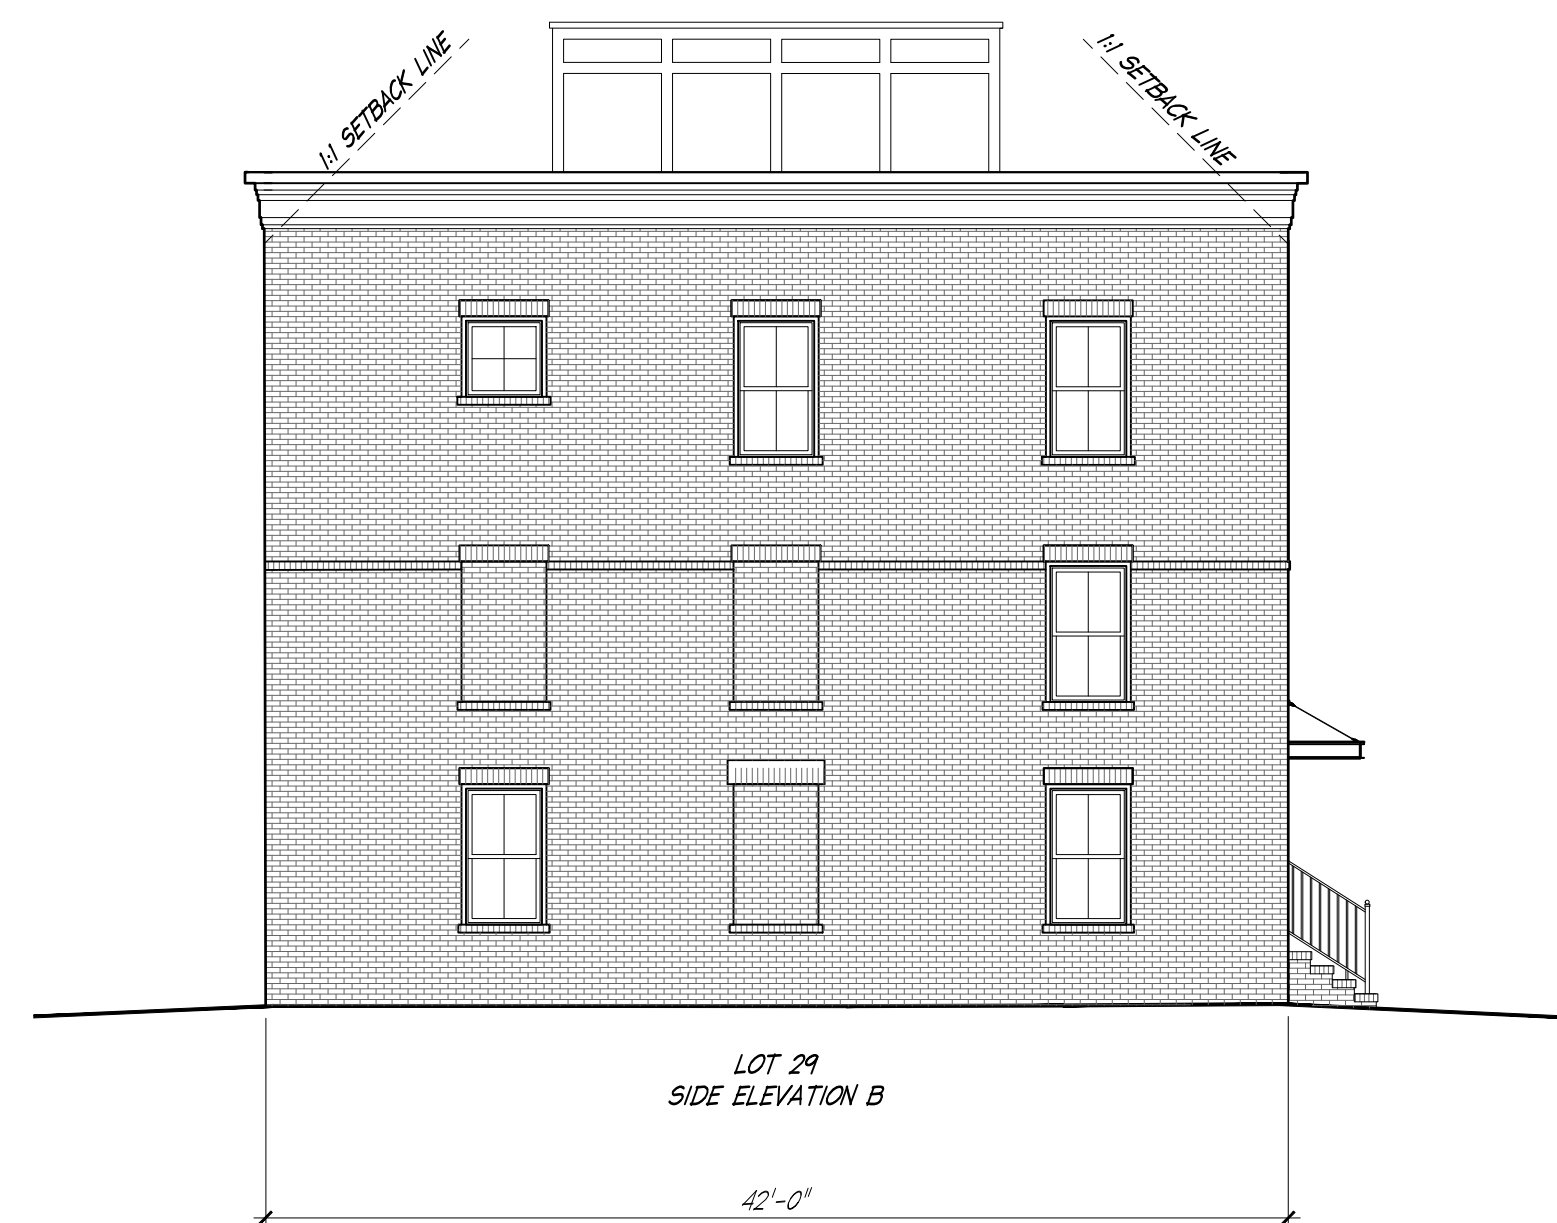 1:1 SETBACK LINE
1:1 SETBACK LINE
LOT 29
SIDE ELEVATION B
42'-0"